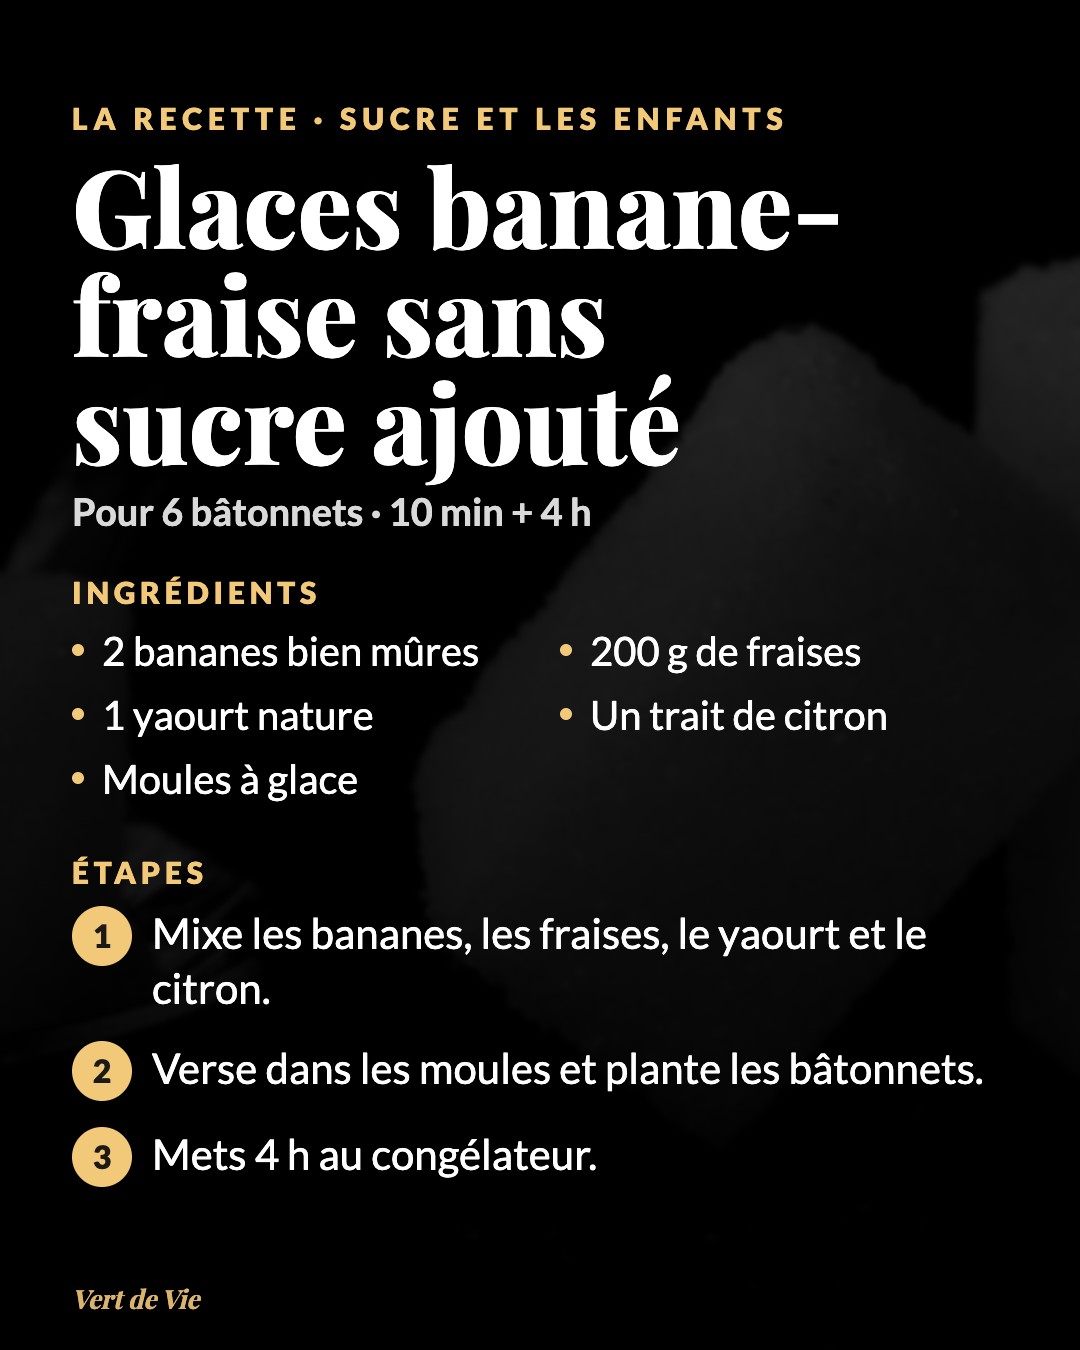 LA RECETTE · SUCRE ET LES ENFANTS
Glaces banane-
fraise sans
sucre ajouté
Pour 6 bâtonnets · 10 min + 4 h
INGRÉDIENTS
• 2 bananes bien mûres
• 200 g de fraises
• 1 yaourt nature
• Un trait de citron
• Moules à glace
ÉTAPES
1 Mixe les bananes, les fraises, le yaourt et le
citron.
2 Verse dans les moules et plante les bâtonnets.
3 Mets 4 h au congélateur.
Vert de Vie